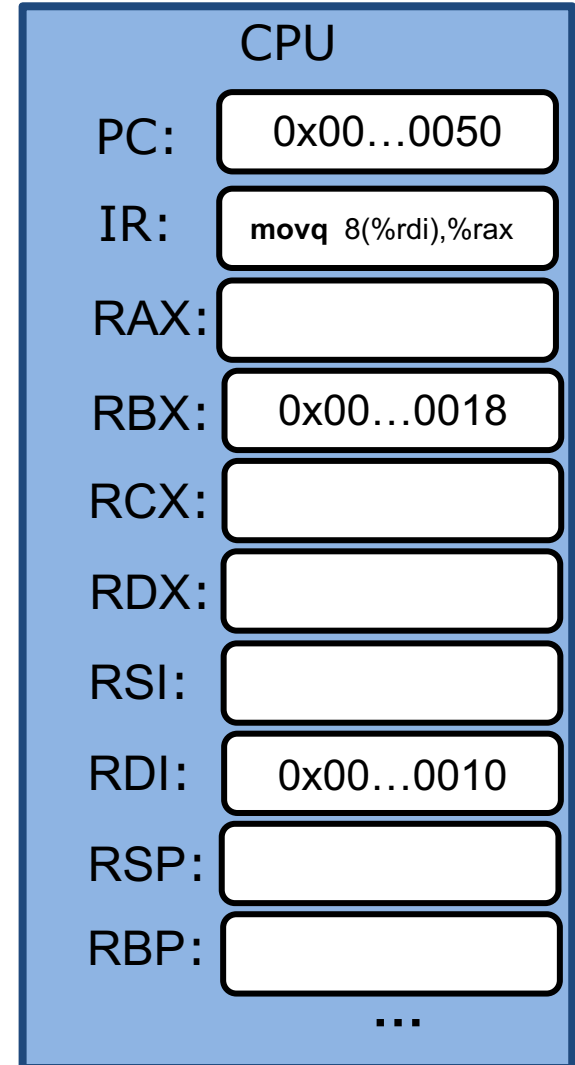 CPU
PC: 0x00...0050
IR: movq 8(%rdi),%rax
RAX:
RBX: 0x00...0018
RCX:
RDX:
RSI:
RDI: 0x00...0010
RSP:
RBP:
...